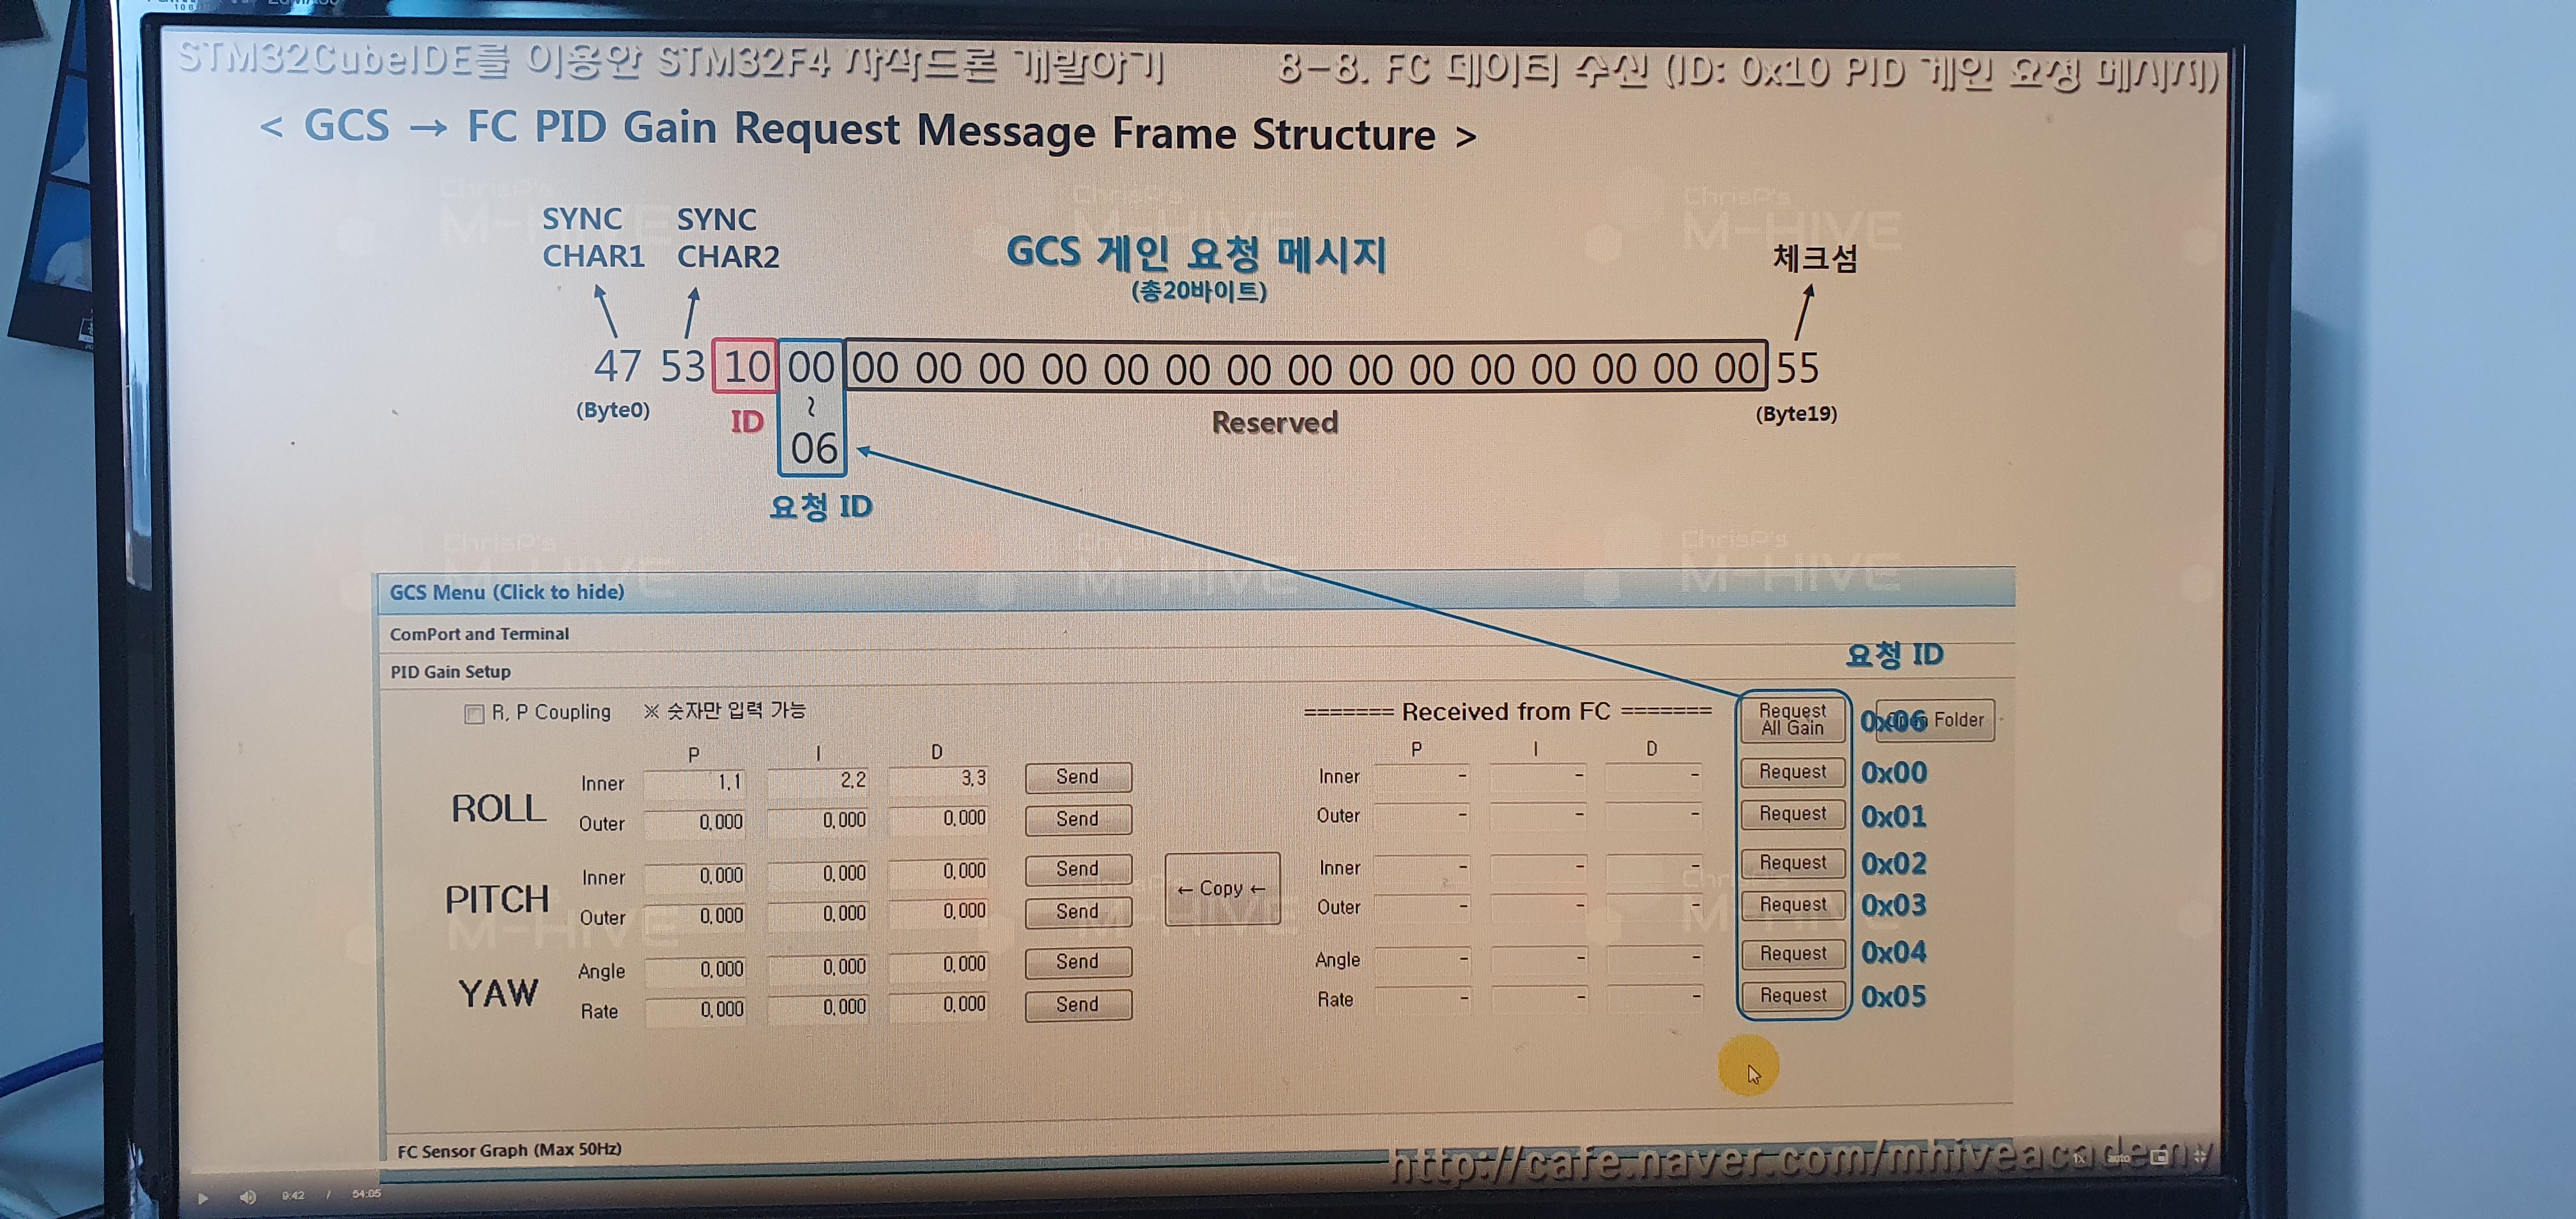 STM32CubeIDE를 이용한 STM32F4 자작드론 개발하기
8-8. FC 데이터 수신 (ID: 0x10 PID 게인 요청 메시지)
< GCS → FC PID Gain Request Message Frame Structure >
SYNC CHAR1
SYNC CHAR2
GCS 게인 요청 메시지
(총20바이트)
체크섬
47 53 10 00 00 00 00 00 00 00 00 00 00 00 00 00 00 00 00 55
(Byte0)
ID
~
06
Reserved
(Byte19)
요청 ID
GCS Menu (Click to hide)
ComPort and Terminal
PID Gain Setup
요청 ID
R, P Coupling ※ 숫자만 입력 가능
======= Received from FC =======
Request All Gain 0x06 Folder
P I D P I D
ROLL
Inner 1,1 2,2 3,3 Send Inner - - - Request 0x00
Outer 0,000 0,000 0,000 Send Outer - - - Request 0x01
PITCH
Inner 0,000 0,000 0,000 Send Inner - - - Request 0x02
← Copy ←
Outer 0,000 0,000 0,000 Send Outer - - - Request 0x03
YAW
Angle 0,000 0,000 0,000 Send Angle - - - Request 0x04
Rate 0,000 0,000 0,000 Send Rate - - - Request 0x05
FC Sensor Graph (Max 50Hz)
http://cafe.naver.com/mhiveacademy
9:42 / 54:05
1x auto
ChrisP's
M-HIVE